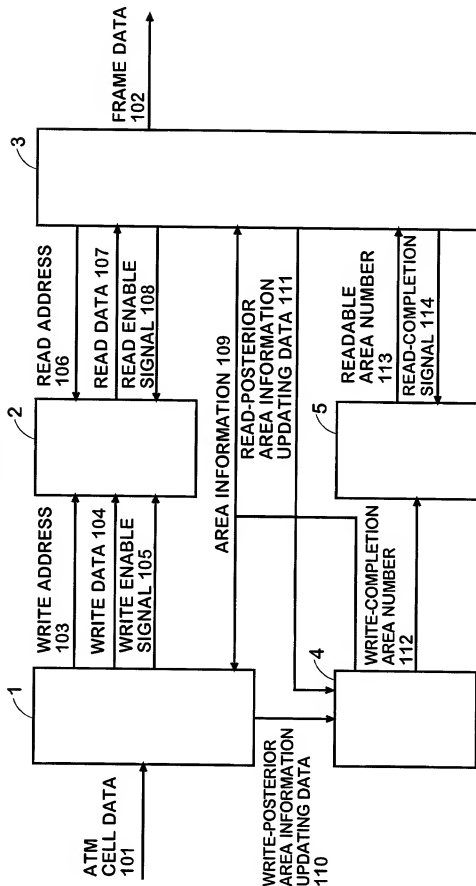 ATM
CELL DATA
101
1
WRITE ADDRESS
103
WRITE DATA 104
WRITE ENABLE
SIGNAL 105
2
READ ADDRESS
106
READ DATA 107
READ ENABLE
SIGNAL 108
3
FRAME DATA
102
AREA INFORMATION 109
READ-POSTERIOR
AREA INFORMATION
UPDATING DATA 111
WRITE-POSTERIOR
AREA INFORMATION
UPDATING DATA
110
4
WRITE-COMPLETION
AREA NUMBER
112
5
READABLE
AREA NUMBER
113
READ-COMPLETION
SIGNAL 114